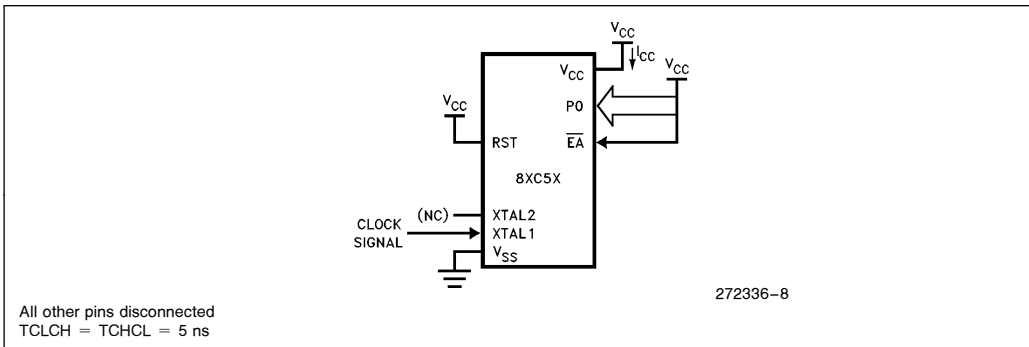 VCC
ICC
VCC
VCC
P0
VCC
RST
EA
8XC5X
(NC)
XTAL2
CLOCK
SIGNAL
XTAL1
VSS
272336–8
All other pins disconnected
TCLCH = TCHCL = 5 ns